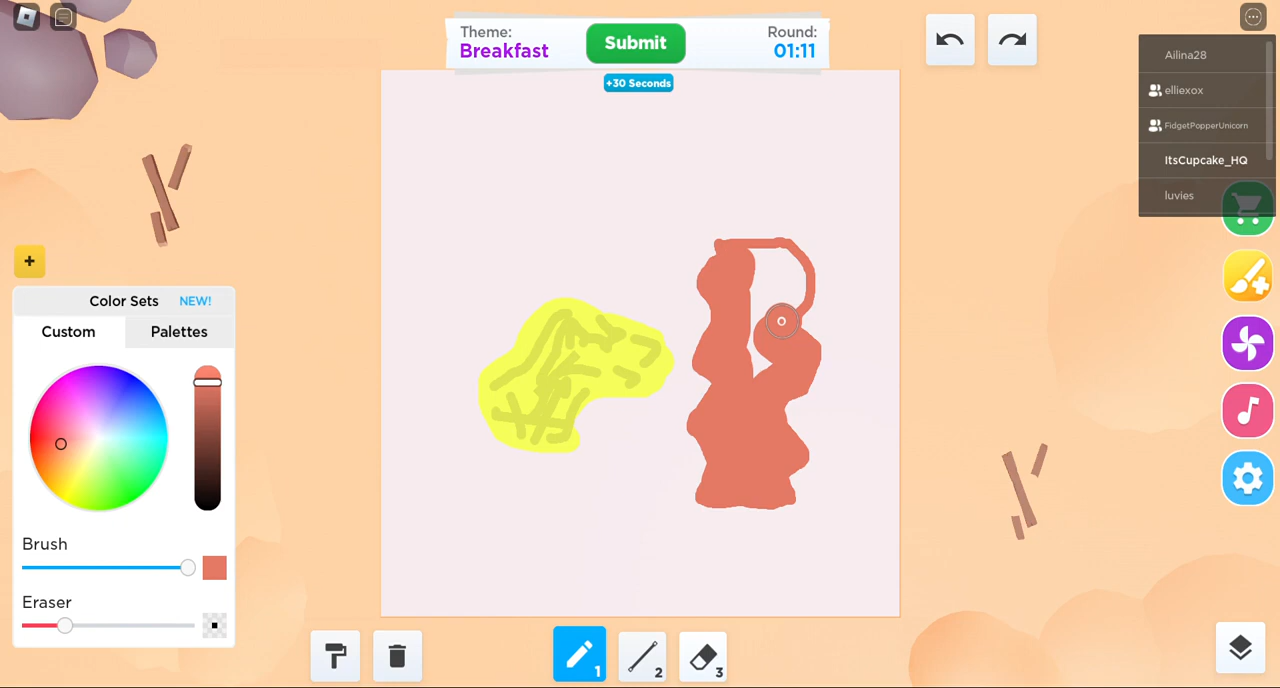 Theme:
Breakfast
Submit
Round:
01:11
+30 Seconds
Ailina28
elliexox
FidgetPopperUnicorn
ItsCupcake_HQ
luvies
+
Color Sets NEW!
Custom Palettes
Brush
Eraser
1
2
3